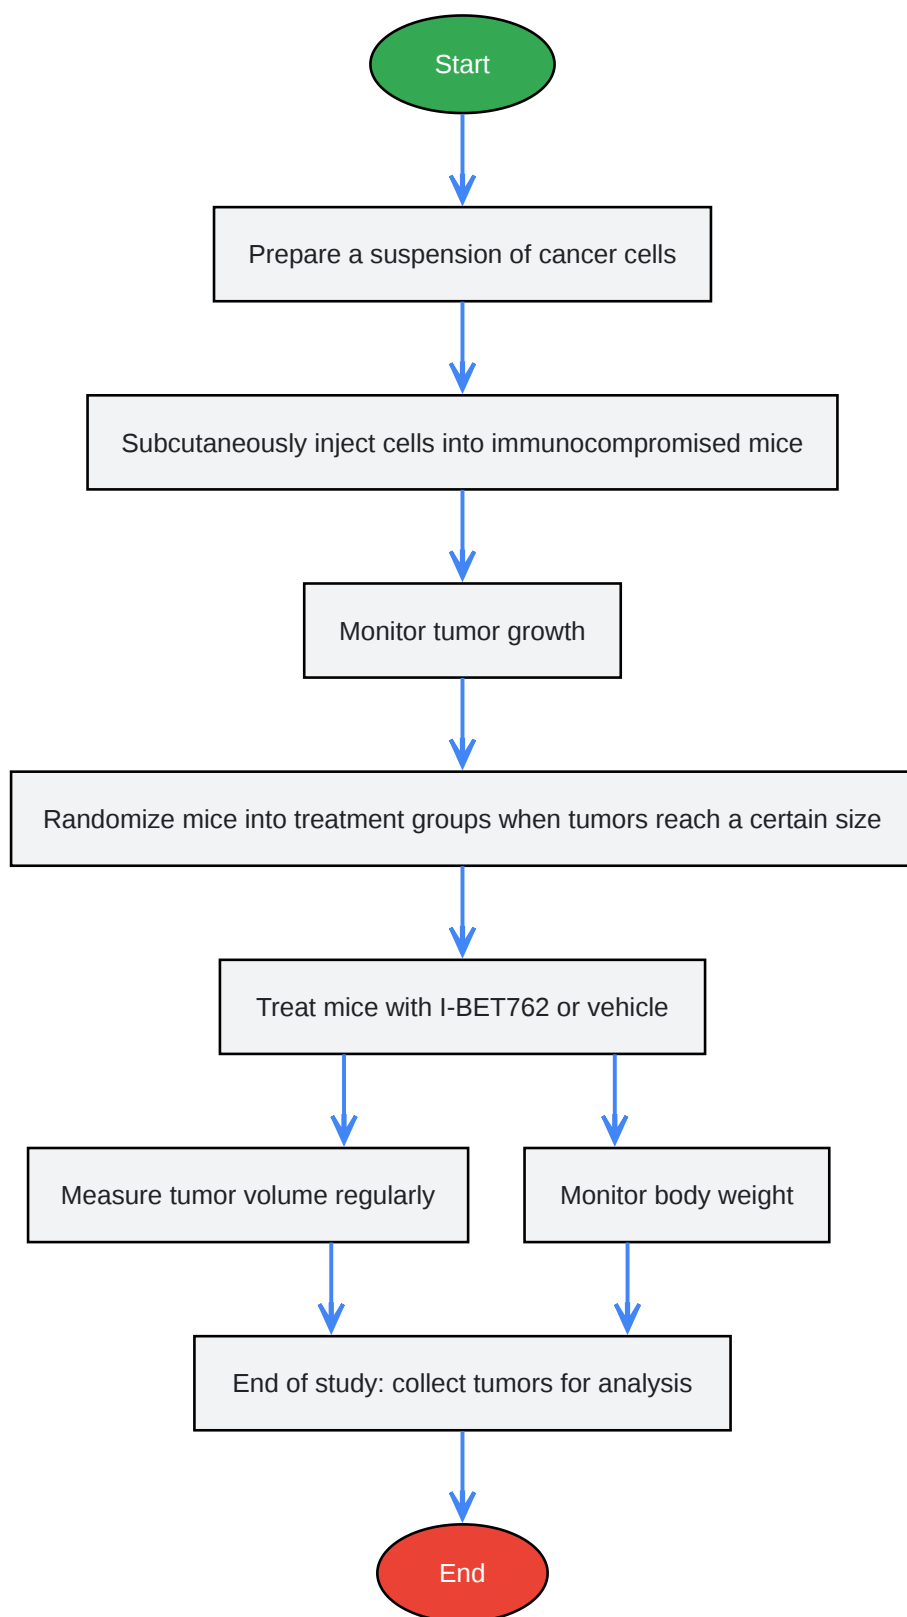 Start
Prepare a suspension of cancer cells
Subcutaneously inject cells into immunocompromised mice
Monitor tumor growth
Randomize mice into treatment groups when tumors reach a certain size
Treat mice with I-BET762 or vehicle
Measure tumor volume regularly
Monitor body weight
End of study: collect tumors for analysis
End